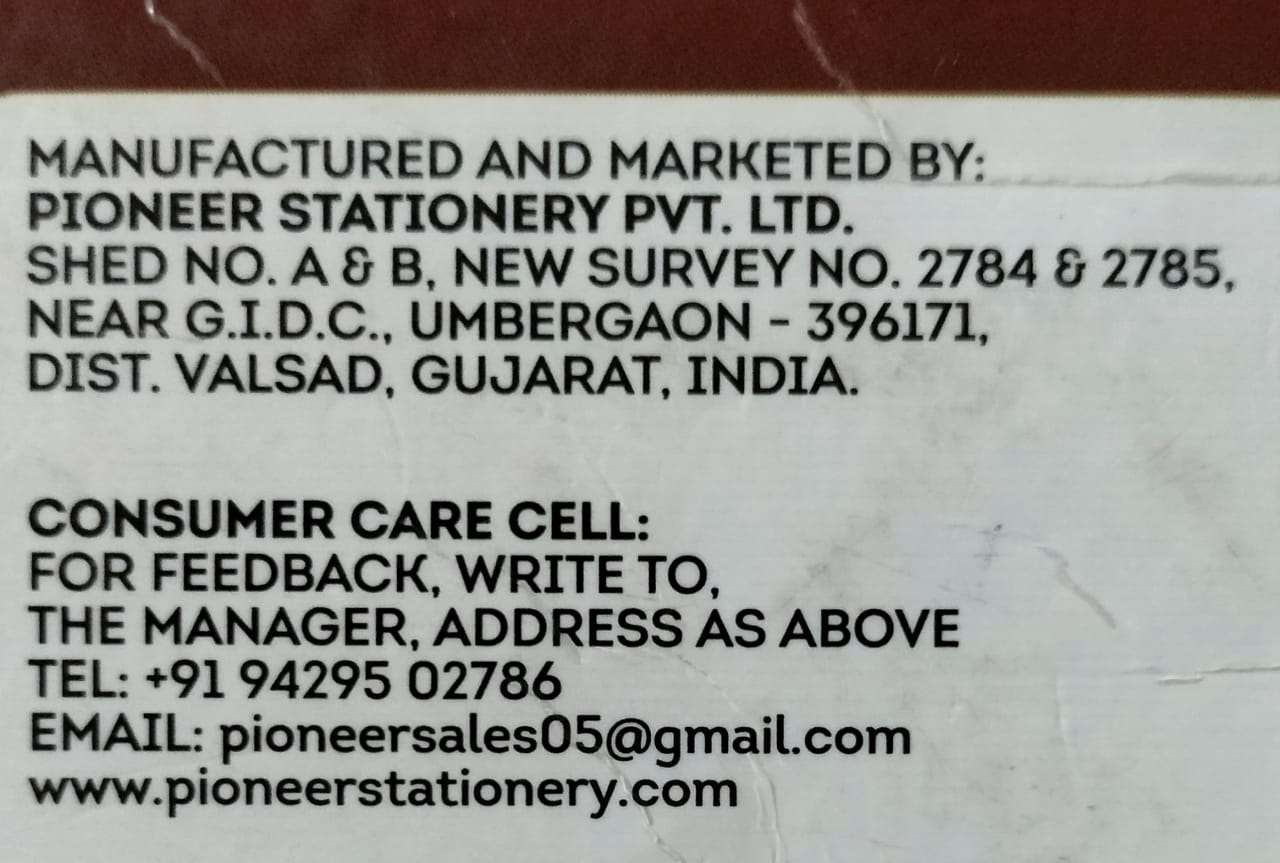 MANUFACTURED AND MARKETED BY:
PIONEER STATIONERY PVT. LTD.
SHED NO. A & B, NEW SURVEY NO. 2784 & 2785,
NEAR G.I.D.C., UMBERGAON - 396171,
DIST. VALSAD, GUJARAT, INDIA.
CONSUMER CARE CELL:
FOR FEEDBACK, WRITE TO,
THE MANAGER, ADDRESS AS ABOVE
TEL: +91 94295 02786
EMAIL: pioneersales05@gmail.com
www.pioneerstationery.com